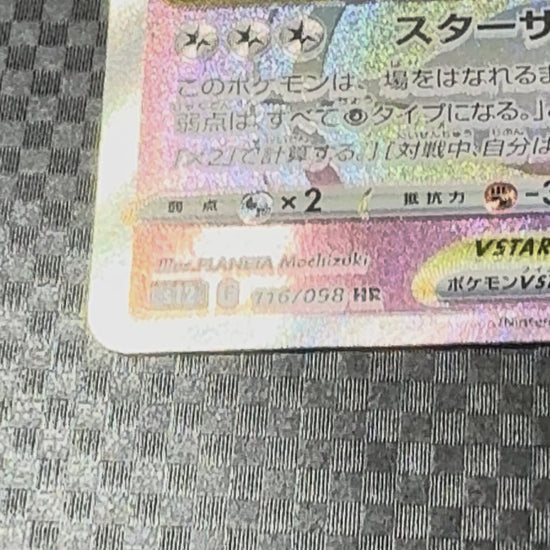 スターサ
このポケモンは、場をはなれるま
弱点は、すべてタイプになる。」
「×2」で計算する。］［対戦中、自分は
弱点 ×2 抵抗力 -3
Illus. PLANETA Mochizuki
VSTAR
S12 F 116/098 HR
ポケモンVS
/Ninten